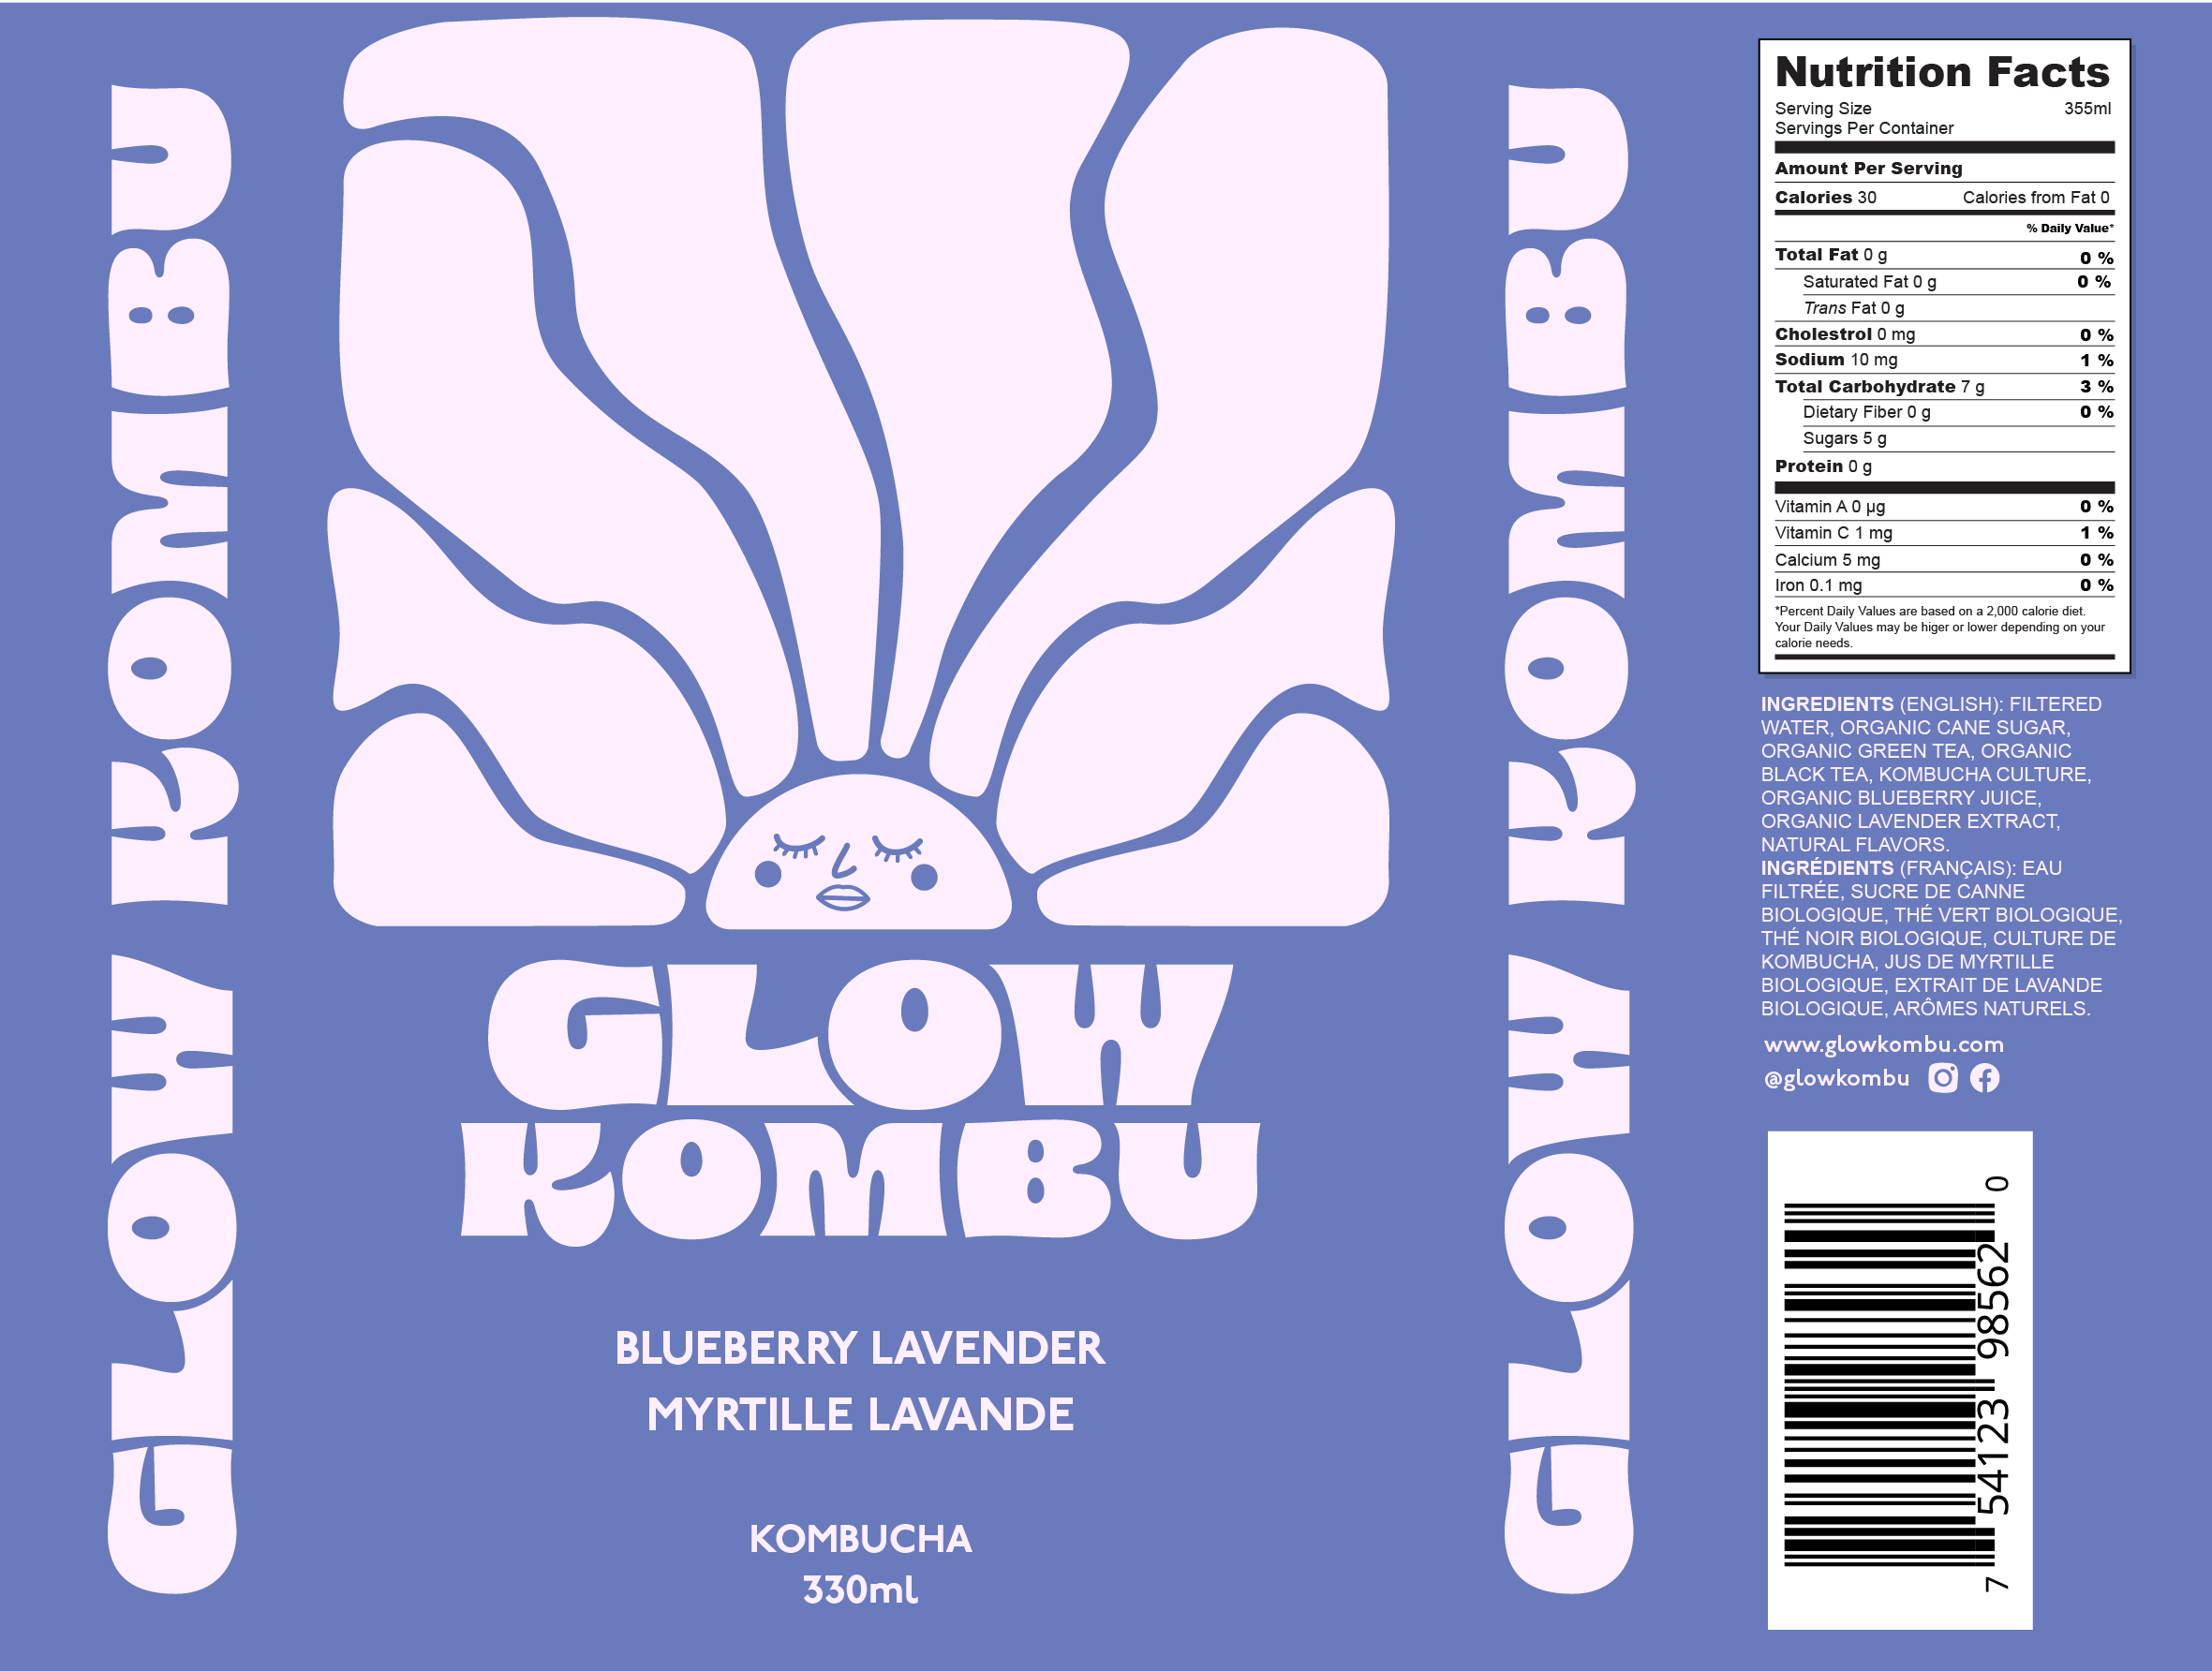 GLOW KOMBU
GLOW
KOMBU
BLUEBERRY LAVENDER
MYRTILLE LAVANDE
KOMBUCHA
330ml
GLOW KOMBU
Nutrition Facts
Serving Size 355ml
Servings Per Container
Amount Per Serving
Calories 30 Calories from Fat 0
% Daily Value*
Total Fat 0 g 0 %
Saturated Fat 0 g 0 %
Trans Fat 0 g
Cholestrol 0 mg 0 %
Sodium 10 mg 1 %
Total Carbohydrate 7 g 3 %
Dietary Fiber 0 g 0 %
Sugars 5 g
Protein 0 g
Vitamin A 0 µg 0 %
Vitamin C 1 mg 1 %
Calcium 5 mg 0 %
Iron 0.1 mg 0 %
*Percent Daily Values are based on a 2,000 calorie diet.
Your Daily Values may be higer or lower depending on your
calorie needs.
INGREDIENTS (ENGLISH): FILTERED
WATER, ORGANIC CANE SUGAR,
ORGANIC GREEN TEA, ORGANIC
BLACK TEA, KOMBUCHA CULTURE,
ORGANIC BLUEBERRY JUICE,
ORGANIC LAVENDER EXTRACT,
NATURAL FLAVORS.
INGRÉDIENTS (FRANÇAIS): EAU
FILTRÉE, SUCRE DE CANNE
BIOLOGIQUE, THÉ VERT BIOLOGIQUE,
THÉ NOIR BIOLOGIQUE, CULTURE DE
KOMBUCHA, JUS DE MYRTILLE
BIOLOGIQUE, EXTRAIT DE LAVANDE
BIOLOGIQUE, ARÔMES NATURELS.
www.glowkombu.com
@glowkombu
7 54123 98562 0